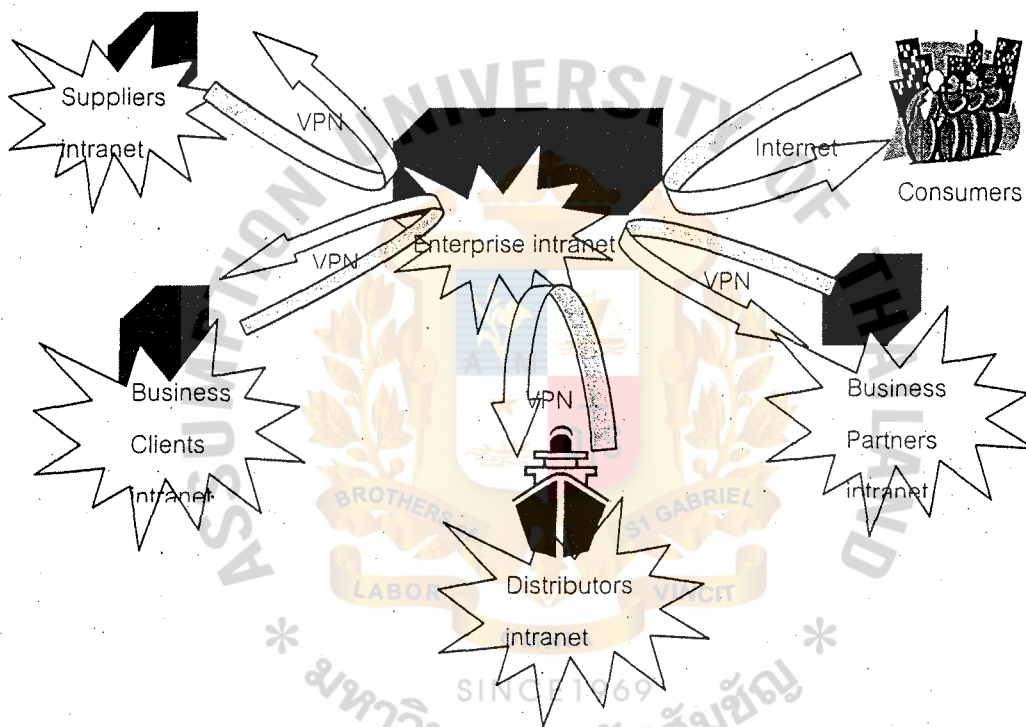 Suppliers
intranet
VPN
Internet
Consumers
Enterprise intranet
VPN
VPN
Business
Clients
intranet
VPN
Business
Partners
intranet
Distributors
intranet
ASSUMPTION UNIVERSITY OF THAILAND
A
N
BROTHERS
S1 GABRIEL
LABOR
VINCIT
SINCE1969